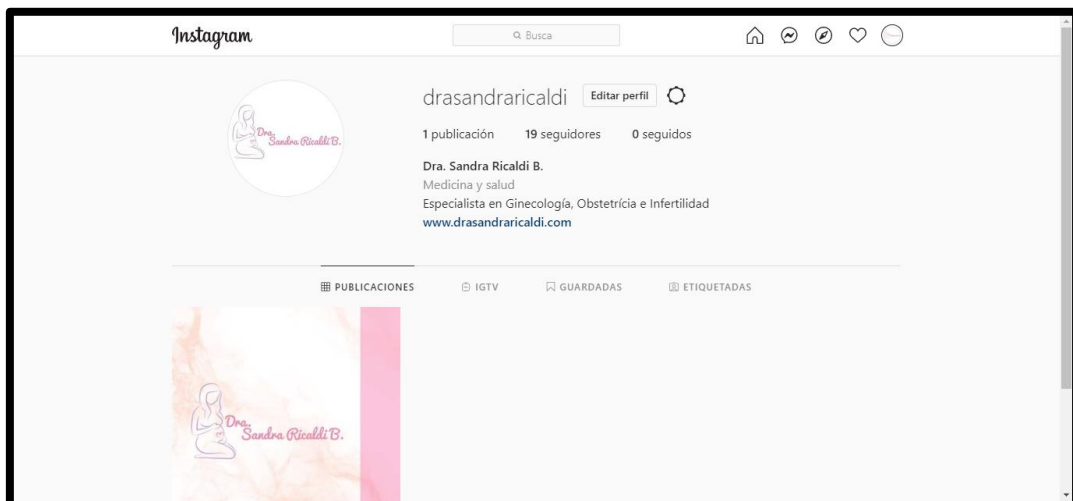 Instagram
Busca
Dra.
Sandra Ricaldi B.
drasandraricaldi Editar perfil
1 publicación 19 seguidores 0 seguidos
Dra. Sandra Ricaldi B.
Medicina y salud
Especialista en Ginecología, Obstetrícia e Infertilidad
www.drasandraricaldi.com
PUBLICACIONES IGTV GUARDADAS ETIQUETADAS
Dra.
Sandra Ricaldi B.